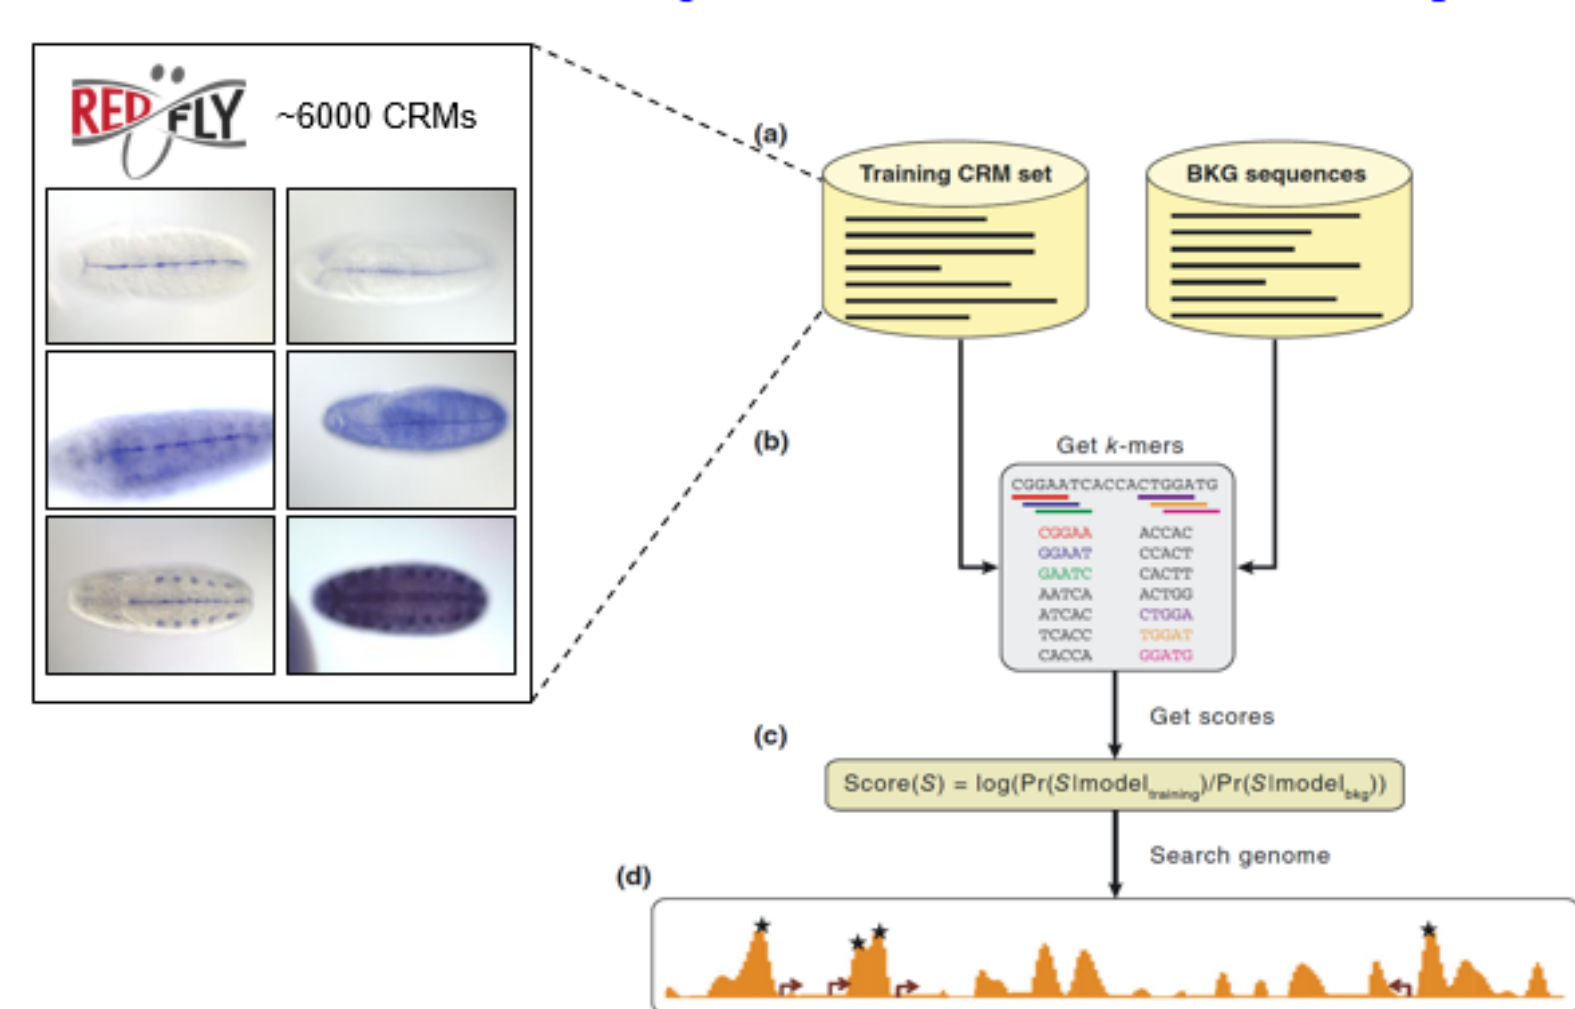 REDFLY
~6000 CRMs
(a)
Training CRM set
BKG sequences
(b)
Get k-mers
CGGAATCACCACTGGATG
CGGAA ACCAC
GGAAT CCACT
GAATC CACTT
AATCA ACTGG
ATCAC CTGGA
TCACC TGGAT
CACCA GGATG
Get scores
(c)
Score(S) = log(Pr(S|model_training)/Pr(S|model_bkg))
Search genome
(d)